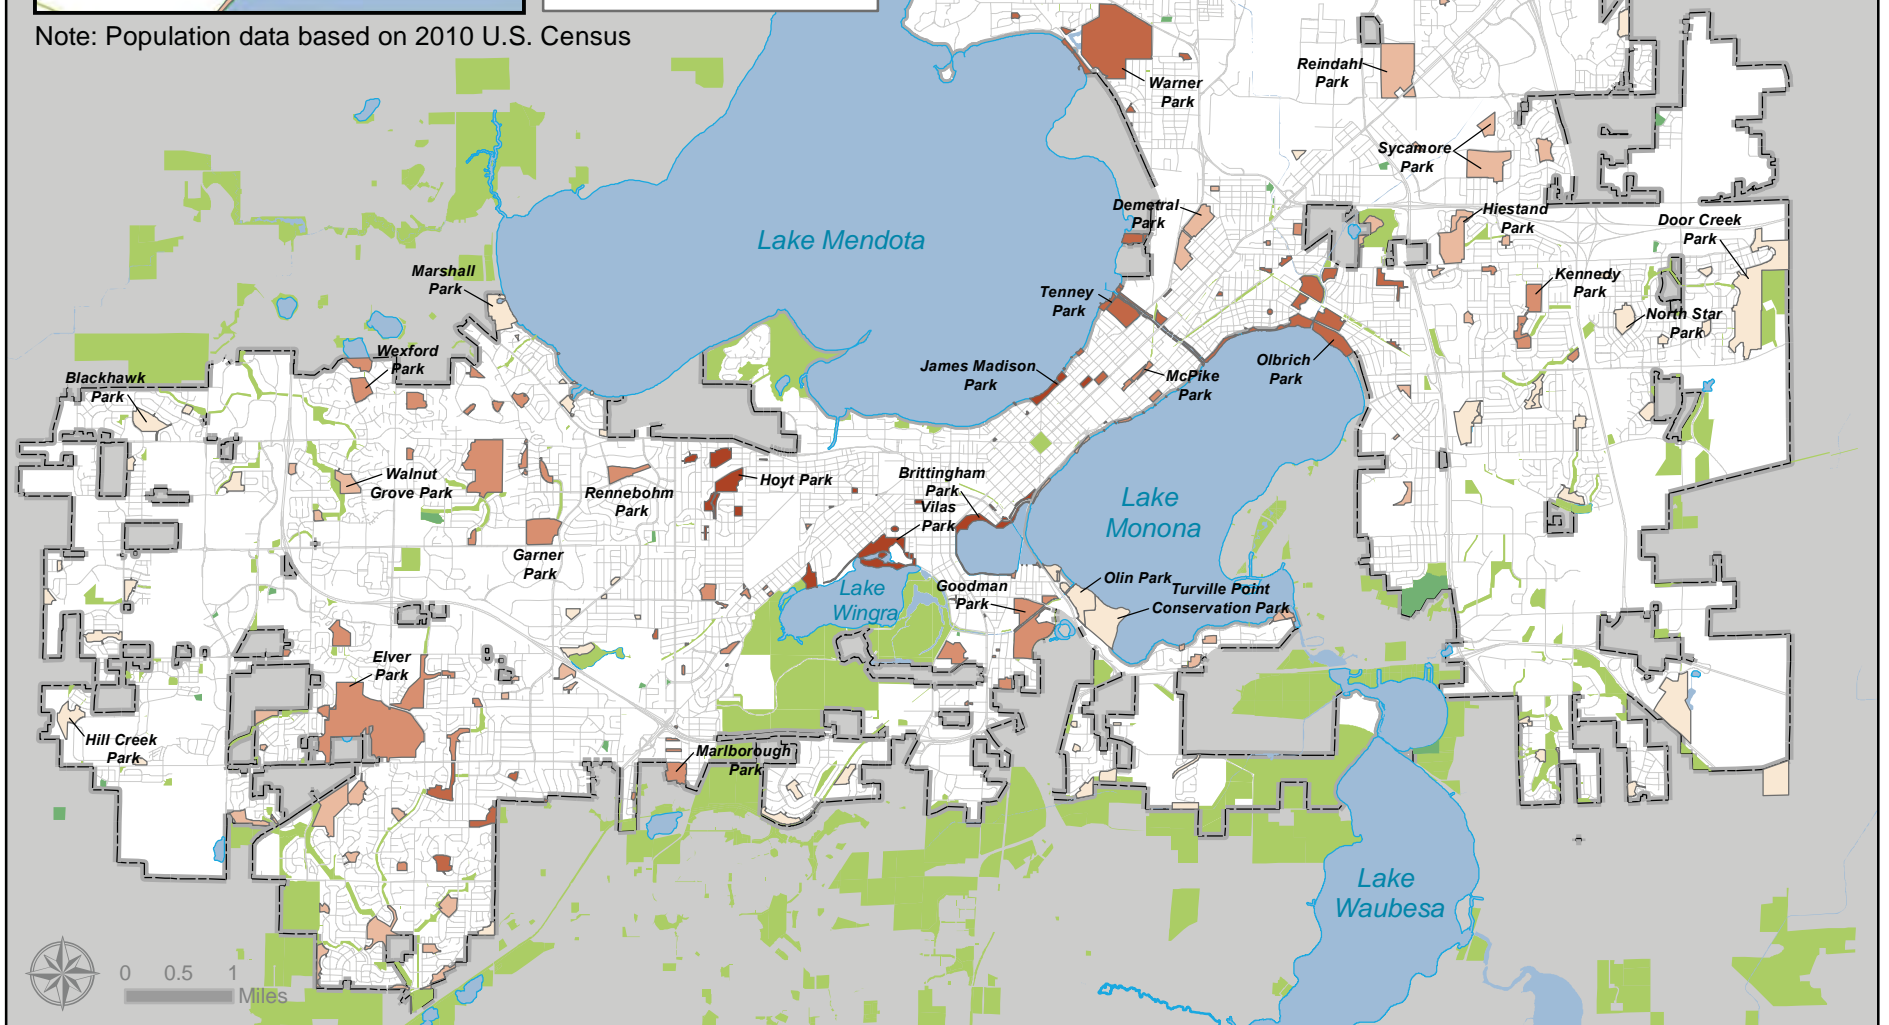 Note: Population data based on 2010 U.S. Census
Warner
Park
Reindahl
Park
Sycamore
Park
Demetral
Park
Hiestand
Park
Door Creek
Park
Lake Mendota
Marshall
Park
Tenney
Park
Kennedy
Park
North Star
Park
Wexford
Park
Blackhawk
Park
James Madison
Park
McPike
Park
Olbrich
Park
Walnut
Grove Park
Rennebohm
Park
Hoyt Park
Brittingham
Park
Vilas
Park
Lake
Monona
Garner
Park
Lake
Wingra
Goodman
Park
Olin Park
Turville Point
Conservation Park
Elver
Park
Hill Creek
Park
Marlborough
Park
Lake
Waubesa
0 0.5 1
Miles